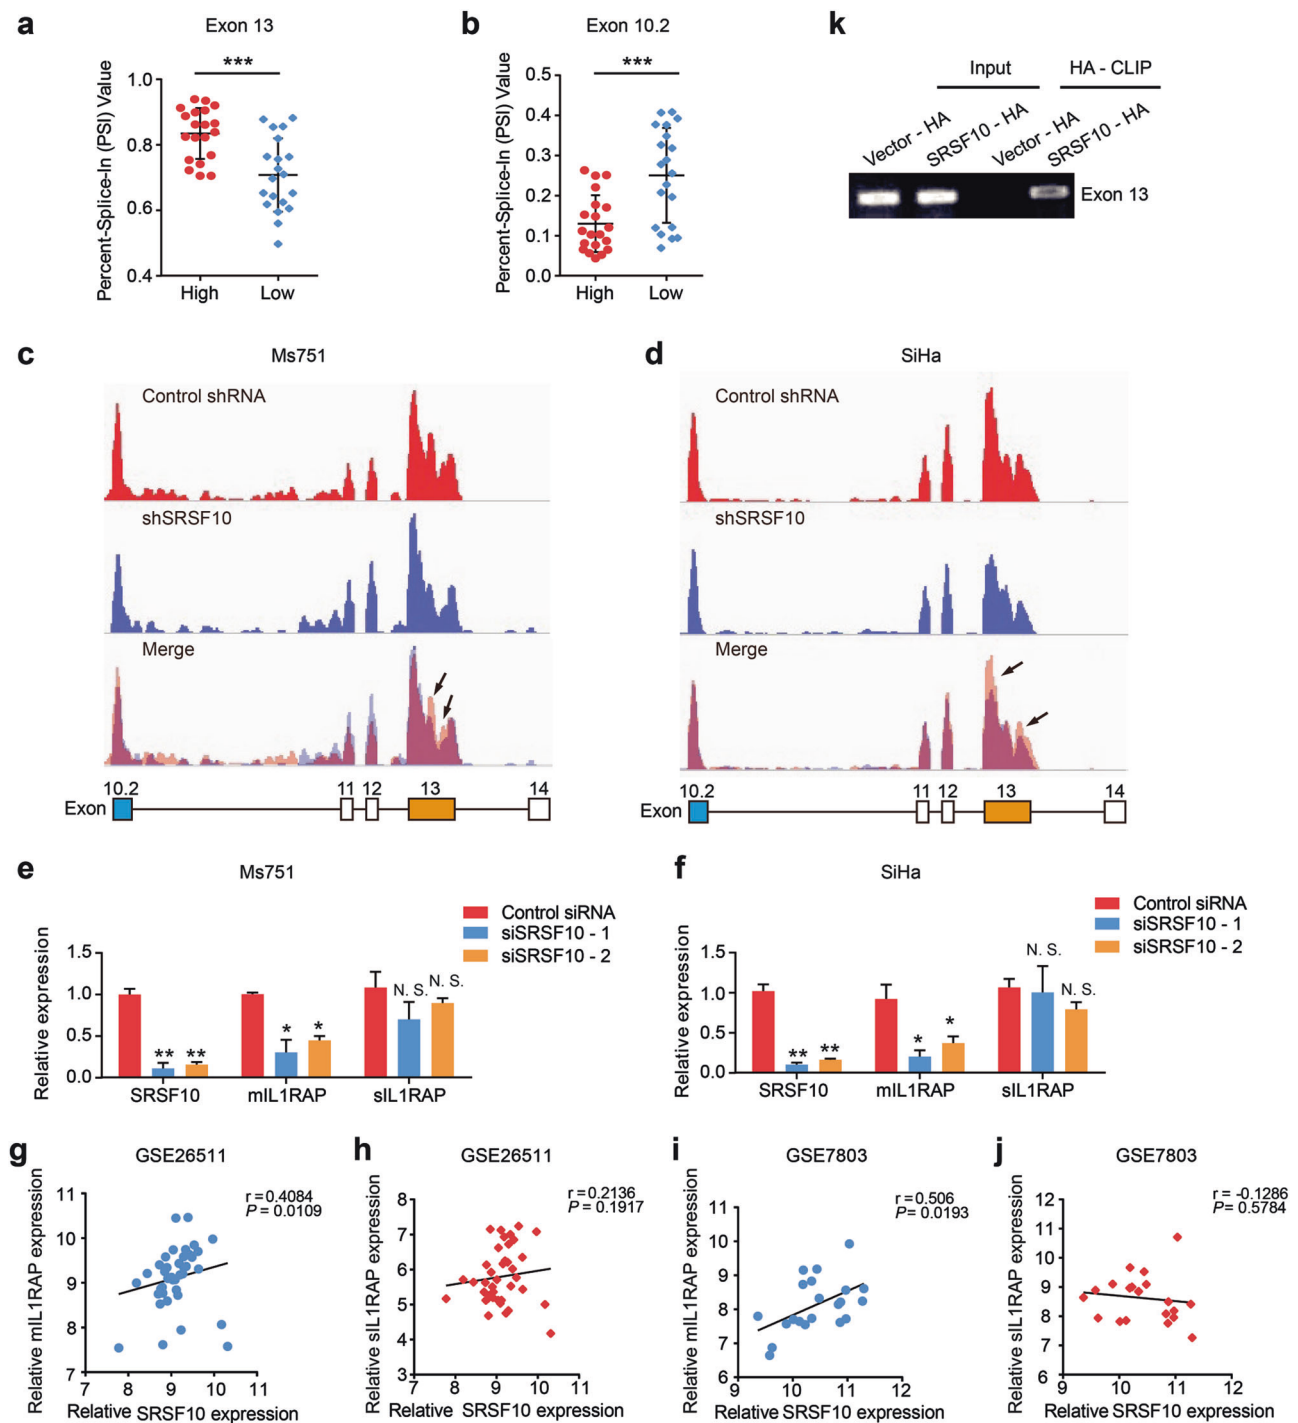 a
Exon 13
***
Percent-Splice-In (PSI) Value
1.0
0.8
0.6
0.4
High Low
b
Exon 10.2
***
Percent-Splice-In (PSI) Value
0.5
0.4
0.3
0.2
0.1
0.0
High Low
k
Input HA - CLIP
Vector - HA
SRSF10 - HA
Vector - HA
SRSF10 - HA
Exon 13
c
Ms751
Control shRNA
shSRSF10
Merge
10.2 11 12 13 14
Exon
d
SiHa
Control shRNA
shSRSF10
Merge
10.2 11 12 13 14
Exon
e
Ms751
Control siRNA
siSRSF10 - 1
siSRSF10 - 2
Relative expression
1.5
1.0
0.5
0.0
** **
* *
N. S. N. S.
SRSF10 mIL1RAP sIL1RAP
f
SiHa
Control siRNA
siSRSF10 - 1
siSRSF10 - 2
Relative expression
1.5
1.0
0.5
0.0
** **
* *
N. S. N. S.
SRSF10 mIL1RAP sIL1RAP
g
GSE26511
r = 0.4084
P = 0.0109
Relative mIL1RAP expression
11
10
9
8
7
7 8 9 10 11
Relative SRSF10 expression
h
GSE26511
r = 0.2136
P = 0.1917
Relative sIL1RAP expression
8
7
6
5
4
3
7 8 9 10 11
Relative SRSF10 expression
i
GSE7803
r = 0.506
P = 0.0193
Relative mIL1RAP expression
11
10
9
8
7
6
9 10 11 12
Relative SRSF10 expression
j
GSE7803
r = -0.1286
P = 0.5784
Relative sIL1RAP expression
12
11
10
9
8
7
6
9 10 11 12
Relative SRSF10 expression